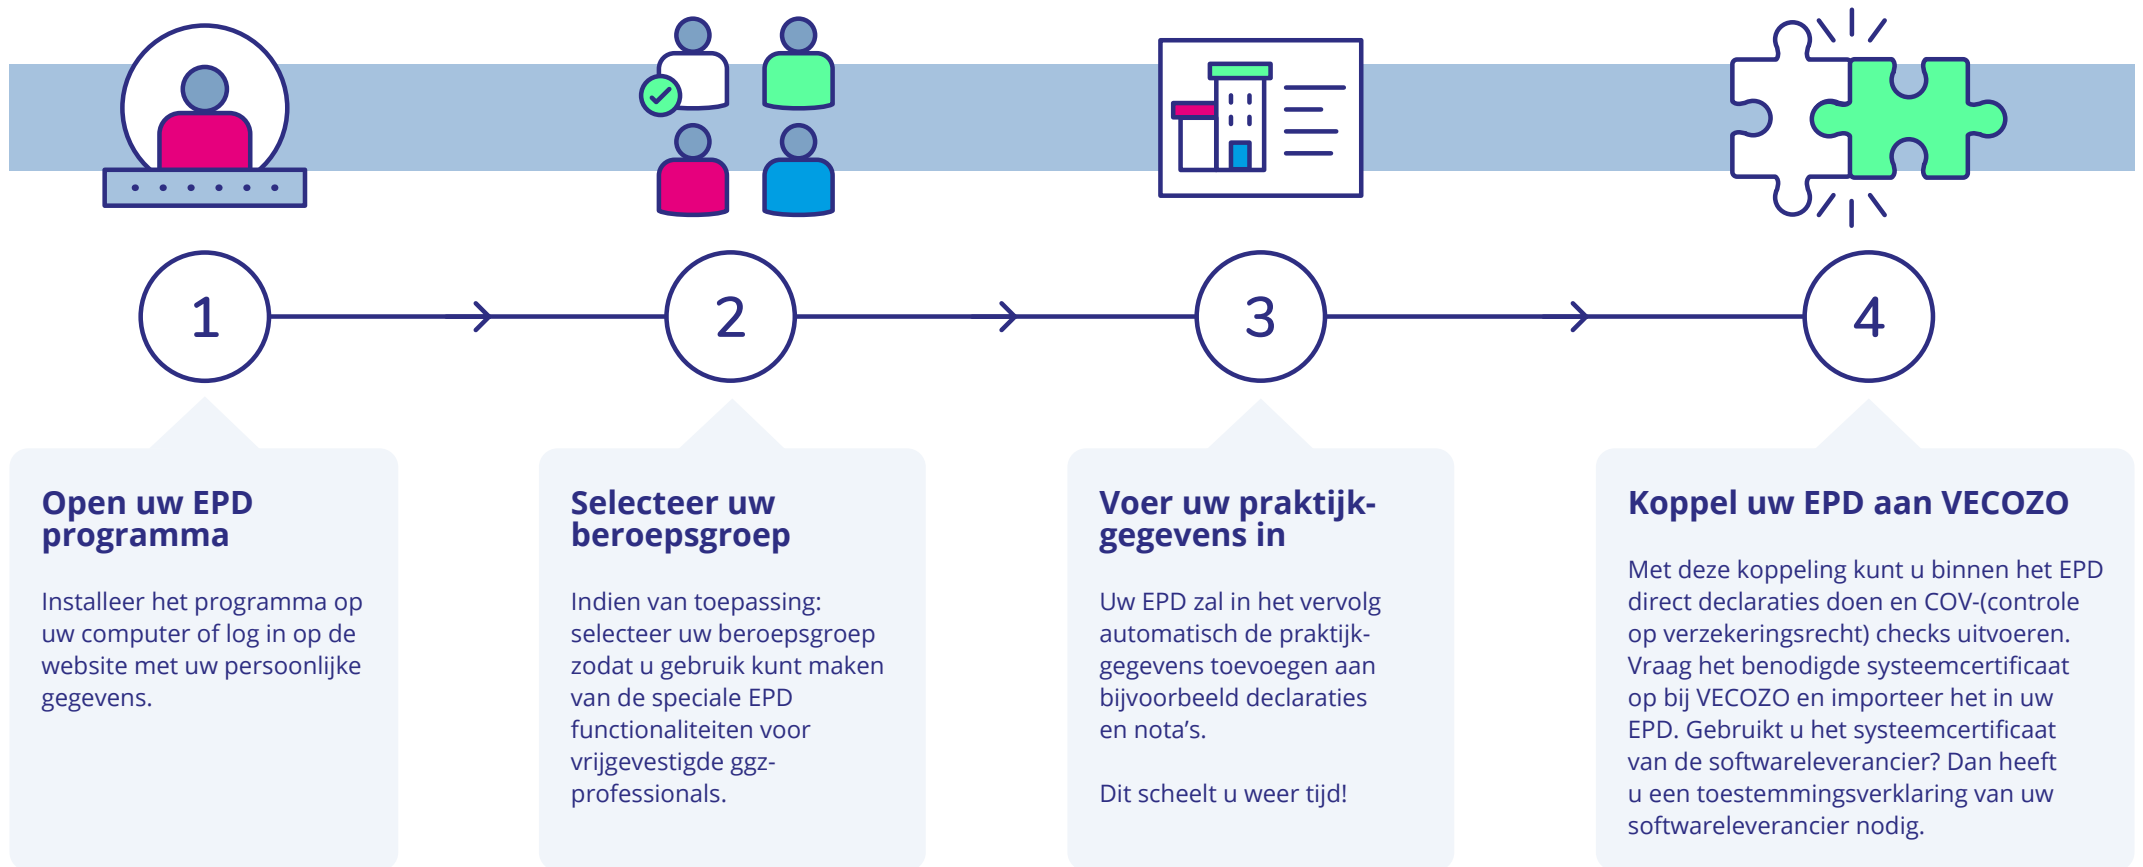 1
2
3
4
Open uw EPD
programma
Installeer het programma op
uw computer of log in op de
website met uw persoonlijke
gegevens.
Selecteer uw
beroepsgroep
Indien van toepassing:
selecteer uw beroepsgroep
zodat u gebruik kunt maken
van de speciale EPD
functionaliteiten voor
vrijgevestigde ggz-
professionals.
Voer uw praktijk-
gegevens in
Uw EPD zal in het vervolg
automatisch de praktijk-
gegevens toevoegen aan
bijvoorbeeld declaraties
en nota’s.
Dit scheelt u weer tijd!
Koppel uw EPD aan VECOZO
Met deze koppeling kunt u binnen het EPD
direct declaraties doen en COV-(controle
op verzekeringsrecht) checks uitvoeren.
Vraag het benodigde systeemcertificaat
op bij VECOZO en importeer het in uw
EPD. Gebruikt u het systeemcertificaat
van de softwareleverancier? Dan heeft
u een toestemmingsverklaring van uw
softwareleverancier nodig.